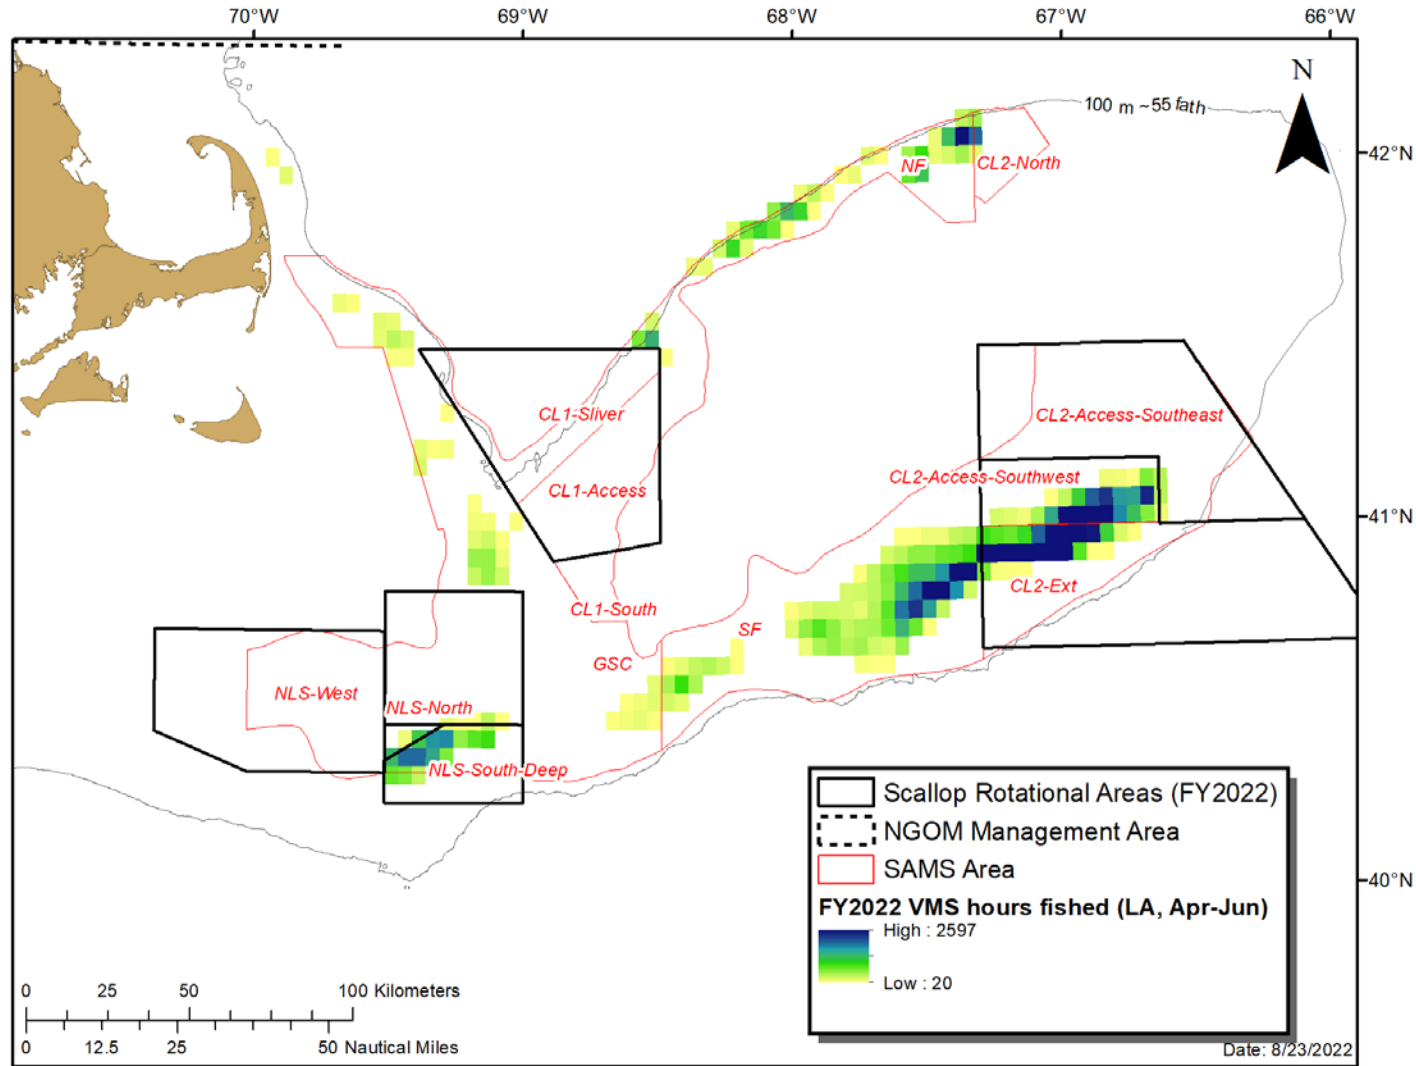 70°W 69°W 68°W 67°W 66°W
N
100 m ~55 fath
42°N
NF
CL2-North
CL1-Sliver
CL2-Access-Southeast
CL2-Access-Southwest
CL1-Access
41°N
CL2-Ext
CL1-South
SF
GSC
NLS-West
NLS-North
NLS-South-Deep
40°N
Scallop Rotational Areas (FY2022)
NGOM Management Area
SAMS Area
FY2022 VMS hours fished (LA, Apr-Jun)
High : 2597
Low : 20
0 25 50 100 Kilometers
0 12.5 25 50 Nautical Miles
Date: 8/23/2022